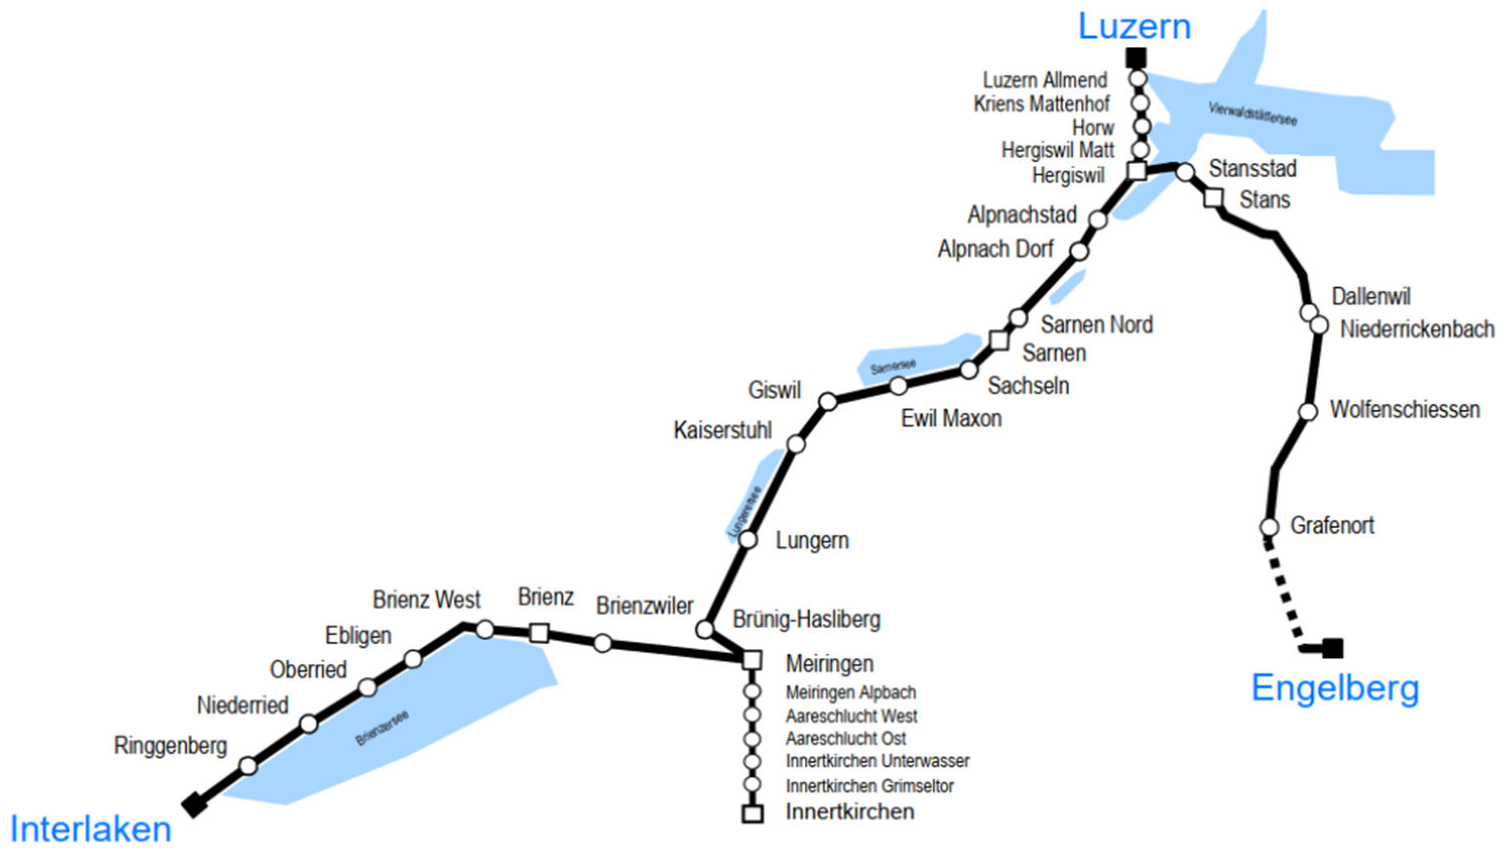 Luzern
Luzern Allmend
Kriens Mattenhof
Horw
Hergiswil Matt
Hergiswil
Vierwaldstättersee
Stansstad
Stans
Alpnachstad
Alpnach Dorf
Dallenwil
Niederrickenbach
Sarnen Nord
Sarnen
Sarnersee
Sachseln
Giswil
Ewil Maxon
Wolfenschiessen
Kaiserstuhl
Lungerersee
Grafenort
Lungern
Brienz West
Brienz
Brienzwiler
Brünig-Hasliberg
Ebligen
Oberried
Meiringen
Engelberg
Niederried
Meiringen Alpbach
Aareschlucht West
Brienzersee
Aareschlucht Ost
Ringgenberg
Innertkirchen Unterwasser
Innertkirchen Grimseltor
Innertkirchen
Interlaken